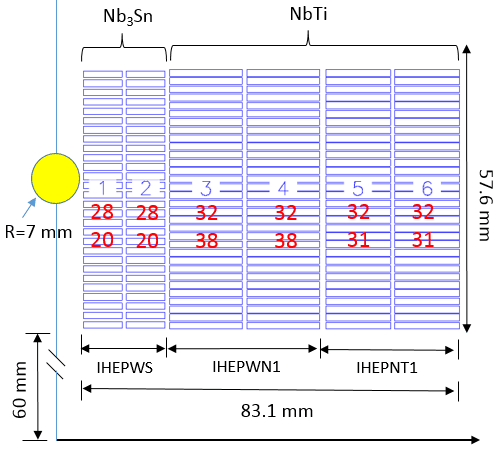 Nb₃Sn NbTi
1 2 3 4 5 6
28 28 32 32 32 32
20 20 38 38 31 31
R=7 mm
57.6 mm
IHEPWS IHEPWN1 IHEPNT1
60 mm
83.1 mm